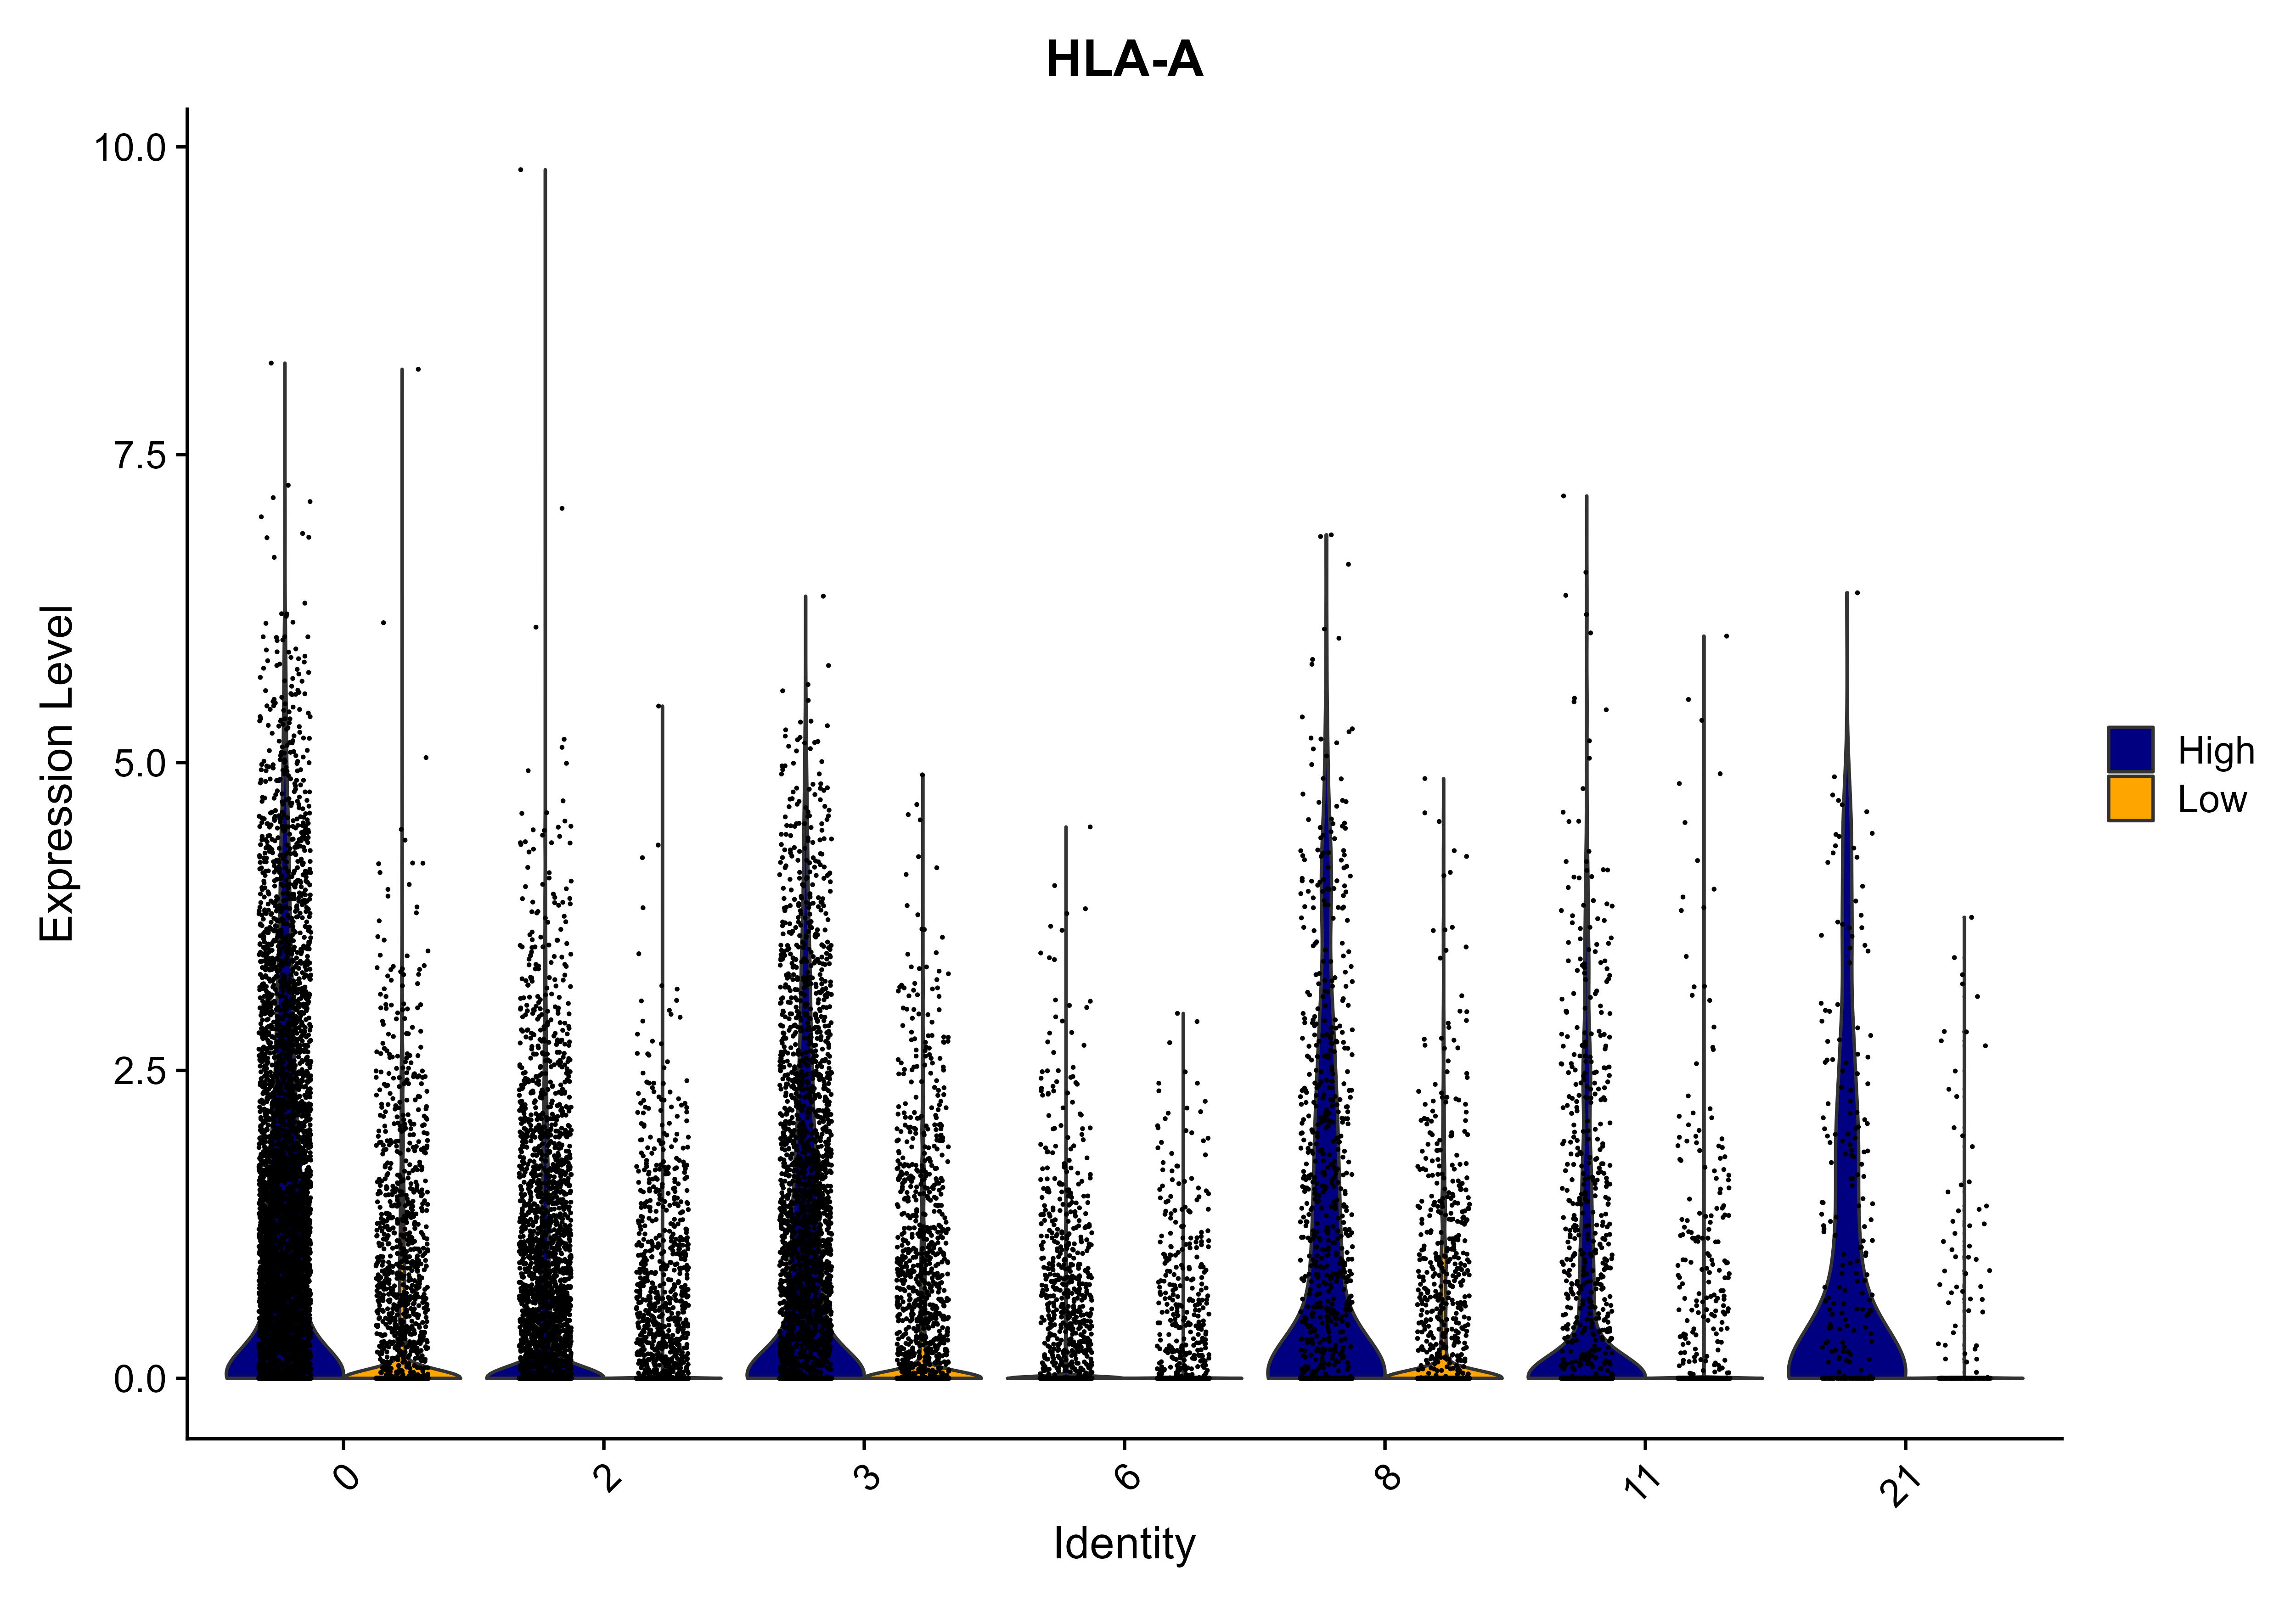 HLA-A
10.0
7.5
5.0
2.5
0.0
Expression Level
0
2
3
6
8
11
21
Identity
High
Low